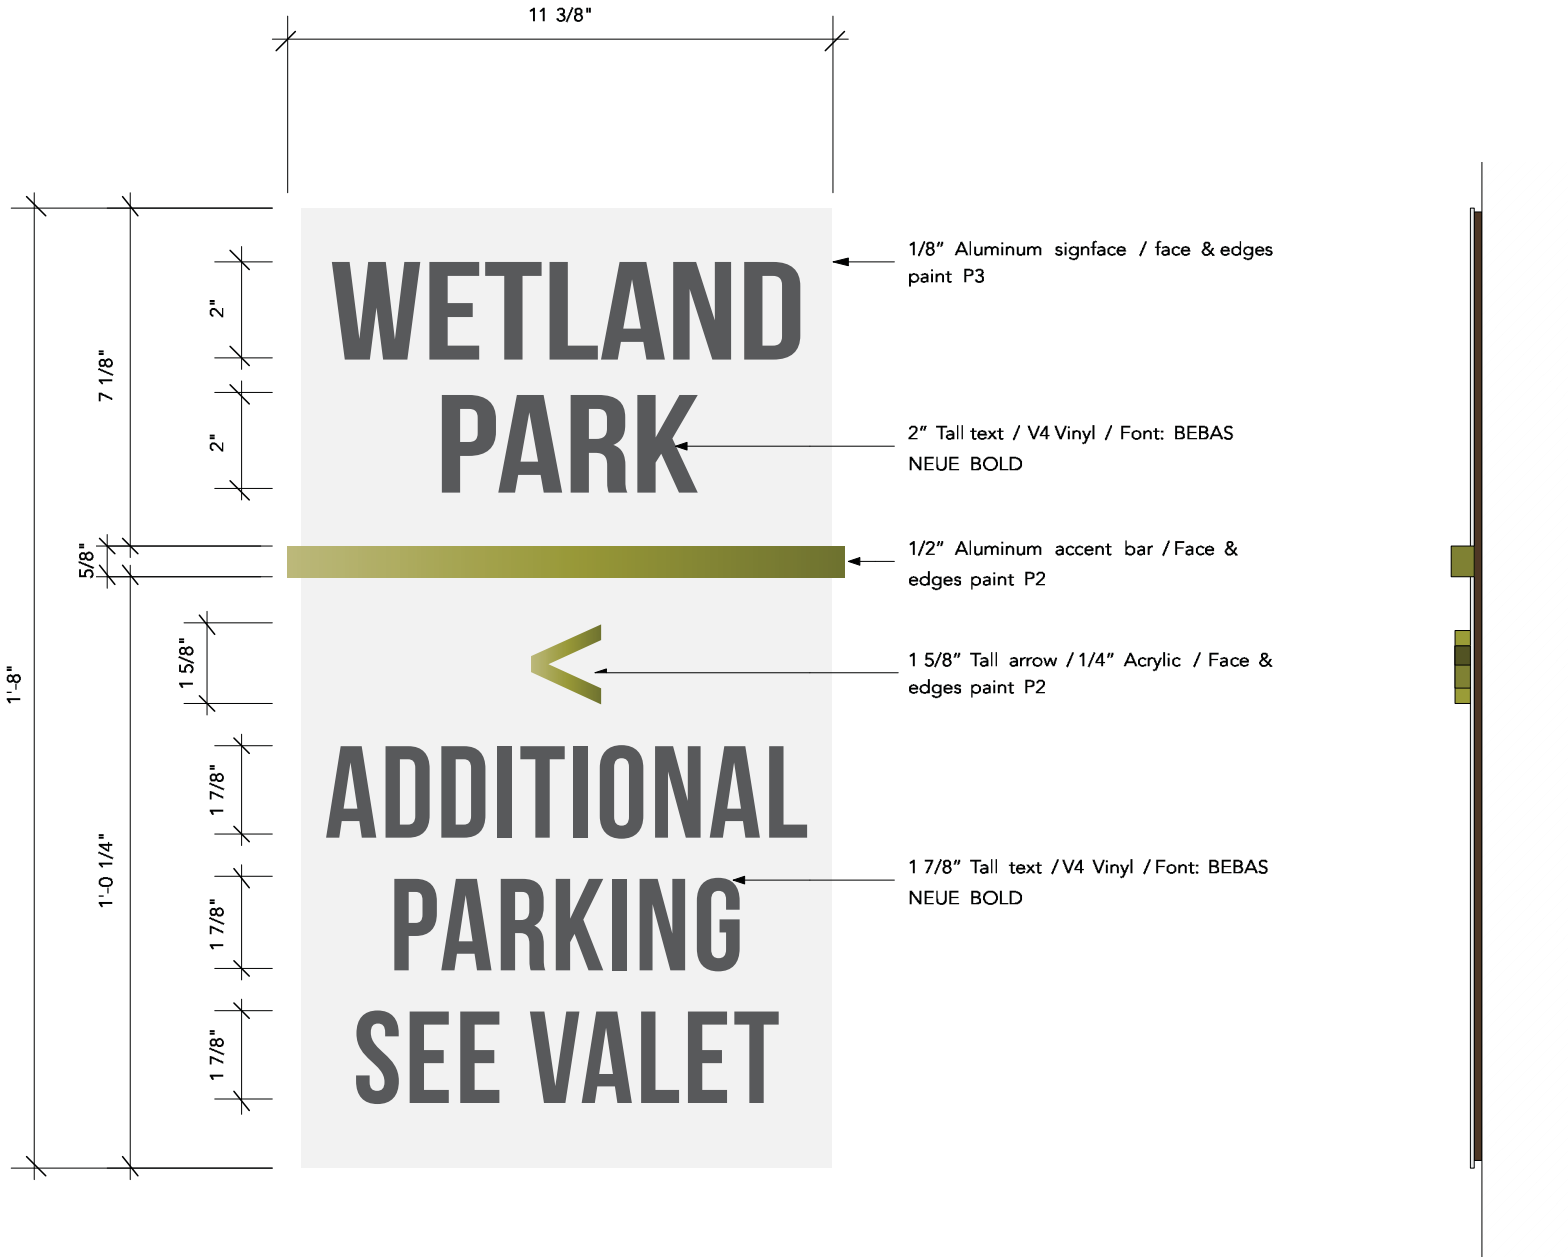 11 3/8"
WETLAND
PARK
<
ADDITIONAL
PARKING
SEE VALET
1'-8"
7 1/8"
5/8"
1'-0 1/4"
2"
2"
1 5/8"
1 7/8"
1 7/8"
1 7/8"
1/8” Aluminum signface / face & edges
paint P3
2” Tall text / V4 Vinyl / Font: BEBAS
NEUE BOLD
1/2” Aluminum accent bar / Face &
edges paint P2
1 5/8” Tall arrow / 1/4” Acrylic / Face &
edges paint P2
1 7/8” Tall text / V4 Vinyl / Font: BEBAS
NEUE BOLD